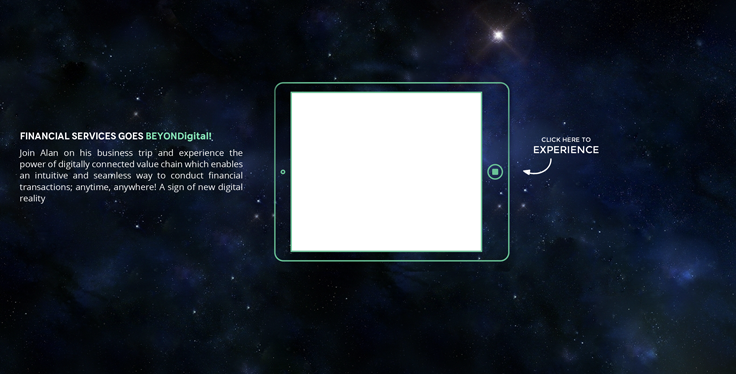 FINANCIAL SERVICES GOES BEYONDigital!
Join Alan on his business trip and experience the
power of digitally connected value chain which enables
an intuitive and seamless way to conduct financial
transactions; anytime, anywhere! A sign of new digital
reality
CLICK HERE TO
EXPERIENCE